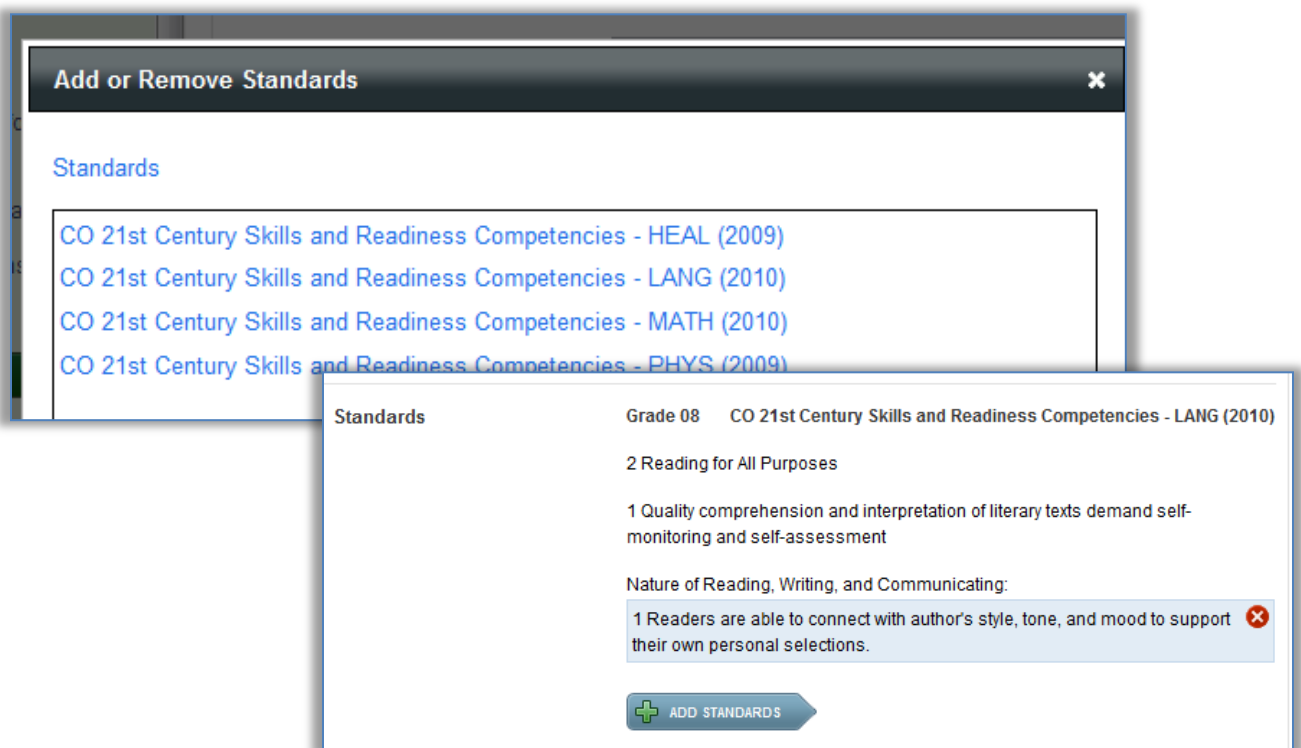 Add or Remove Standards
Standards
CO 21st Century Skills and Readiness Competencies - HEAL (2009)
CO 21st Century Skills and Readiness Competencies - LANG (2010)
CO 21st Century Skills and Readiness Competencies - MATH (2010)
CO 21st Century Skills and Readiness Competencies - PHYS (2009)
Standards
Grade 08 CO 21st Century Skills and Readiness Competencies - LANG (2010)
2 Reading for All Purposes
1 Quality comprehension and interpretation of literary texts demand self-
monitoring and self-assessment
Nature of Reading, Writing, and Communicating:
1 Readers are able to connect with author's style, tone, and mood to support
their own personal selections.
ADD STANDARDS